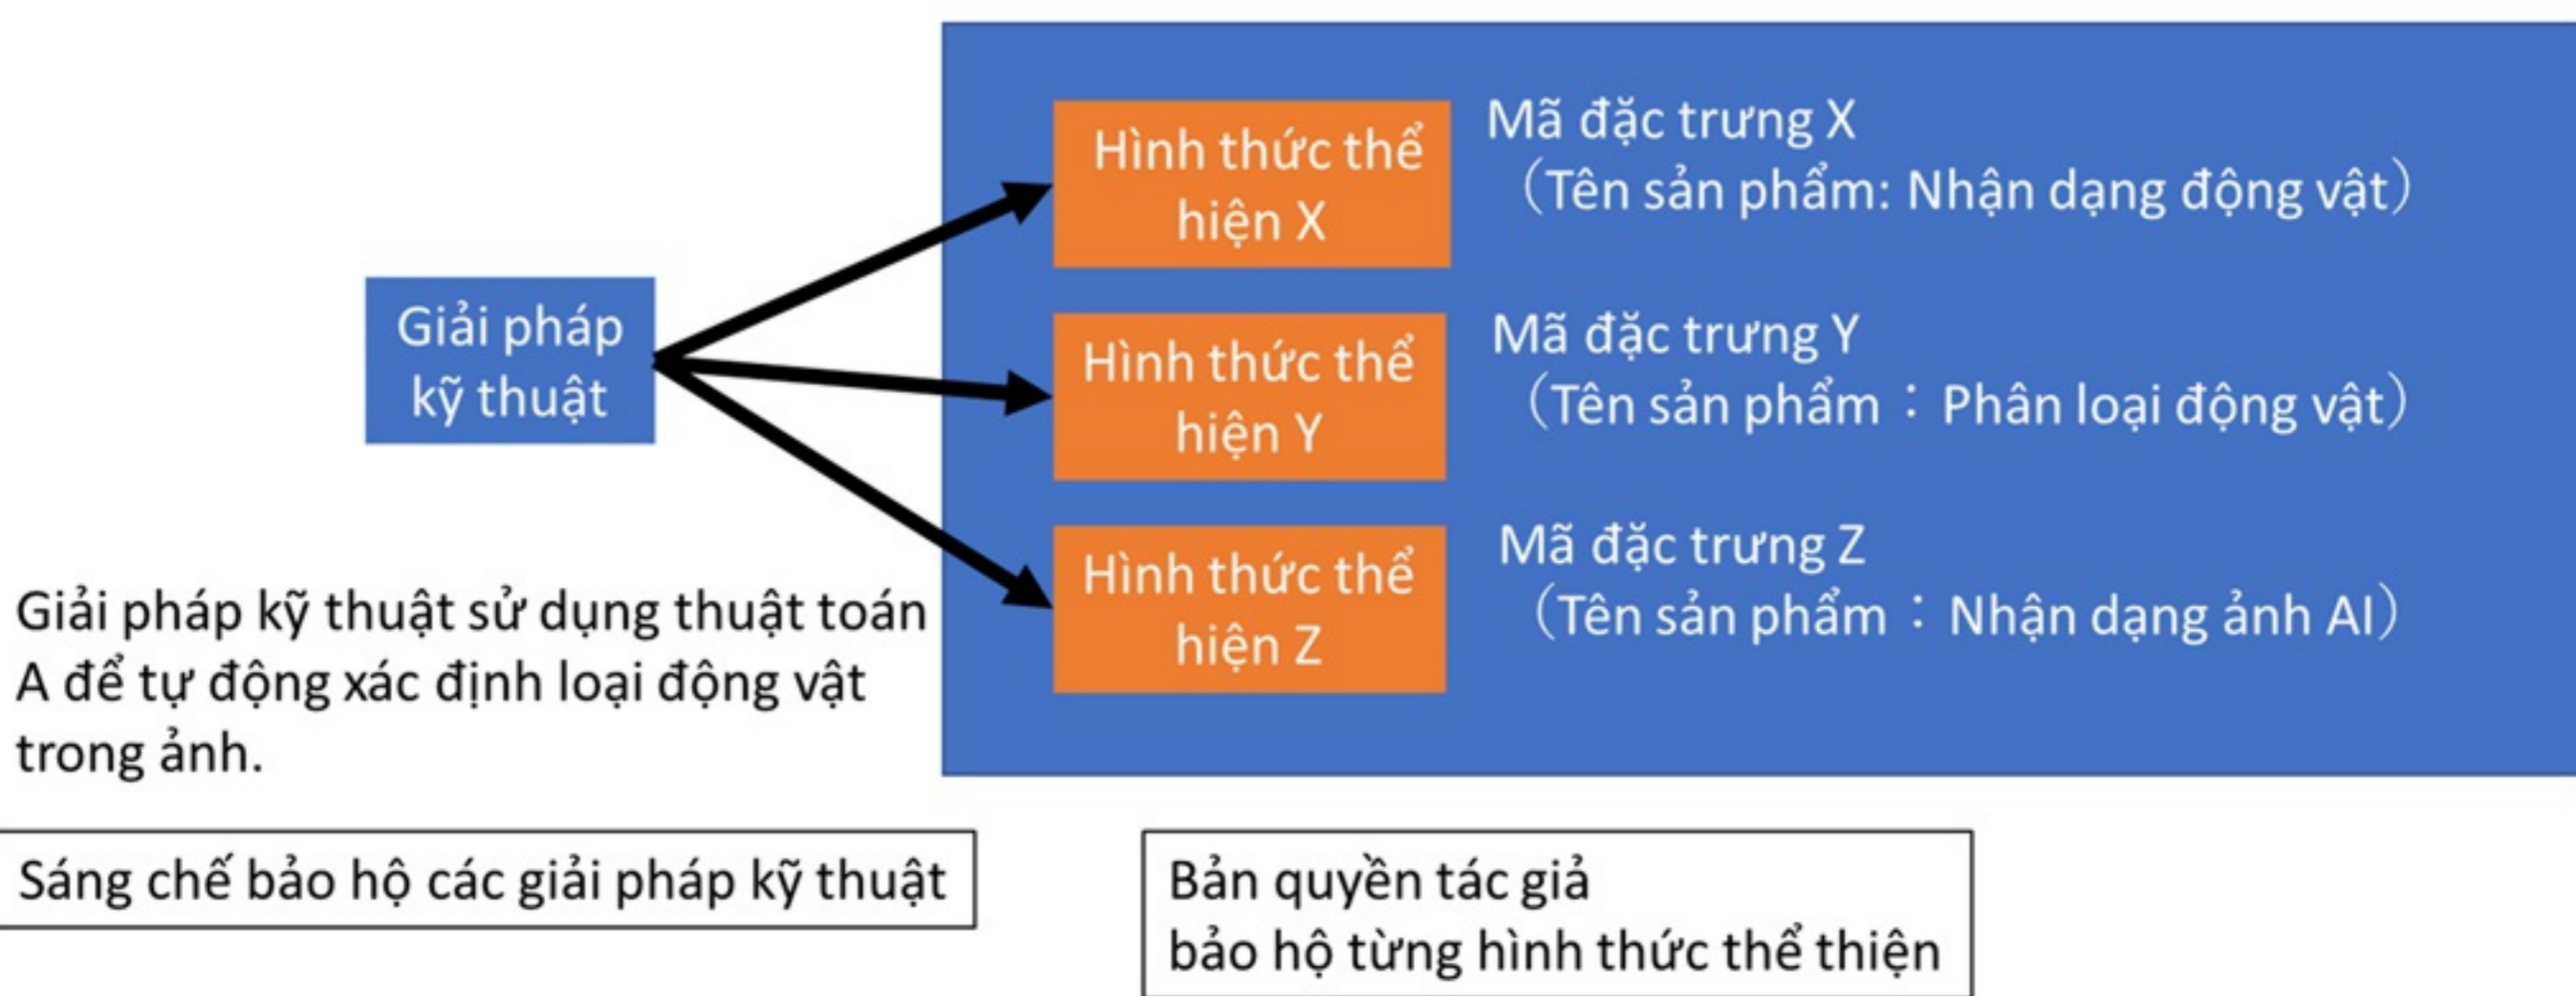 Giải pháp
kỹ thuật
Giải pháp kỹ thuật sử dụng thuật toán
A để tự động xác định loại động vật
trong ảnh.
Sáng chế bảo hộ các giải pháp kỹ thuật
Hình thức thể
hiện X
Mã đặc trưng X
（Tên sản phẩm: Nhận dạng động vật）
Hình thức thể
hiện Y
Mã đặc trưng Y
（Tên sản phẩm：Phân loại động vật）
Hình thức thể
hiện Z
Mã đặc trưng Z
（Tên sản phẩm：Nhận dạng ảnh AI）
Bản quyền tác giả
bảo hộ từng hình thức thể thiện